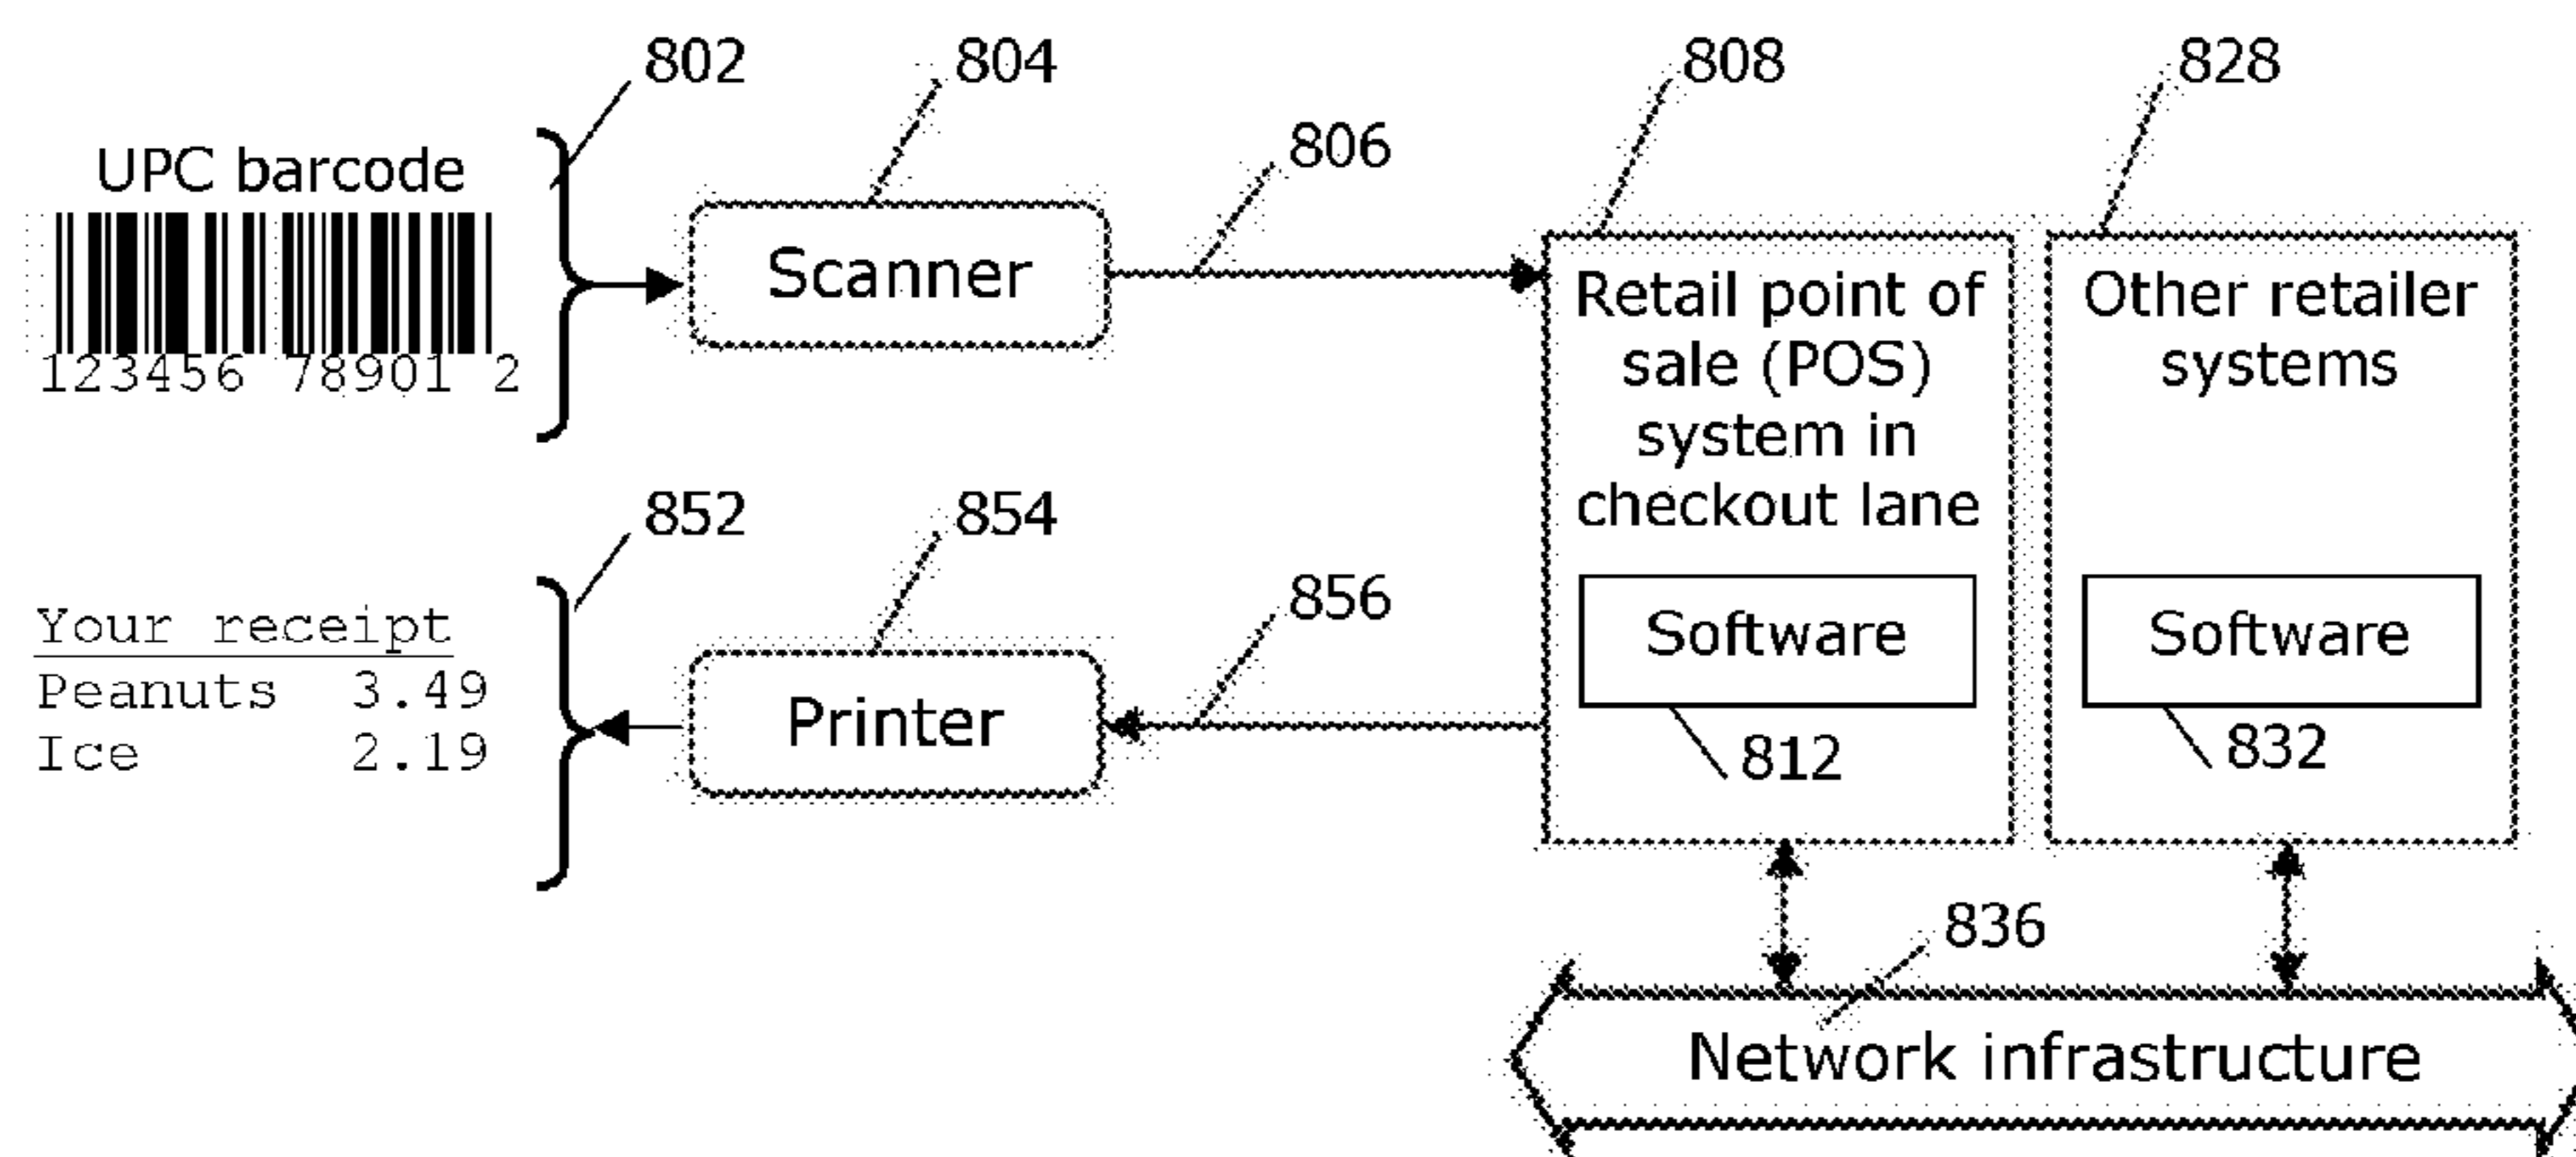 802
804
806
808
828
UPC barcode
123456 78901 2
Scanner
Retail point of
sale (POS)
system in
checkout lane
Software
812
Other retailer
systems
Software
832
852
854
856
Your receipt
Peanuts 3.49
Ice 2.19
Printer
836
Network infrastructure